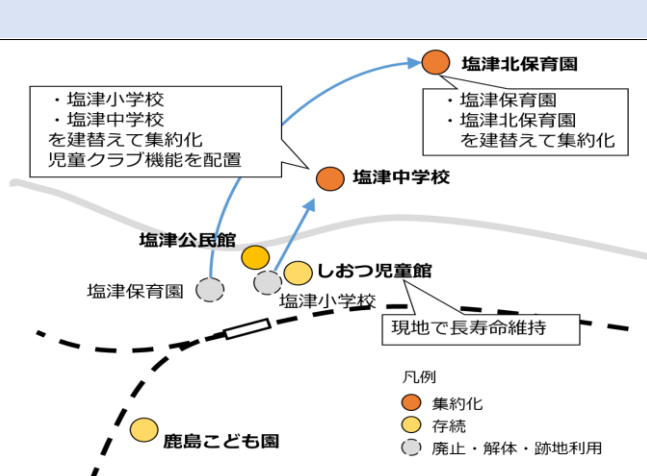 塩津北保育園
・塩津小学校
・塩津中学校
を建替えて集約化
児童クラブ機能を配置
・塩津保育園
・塩津北保育園
を建替えて集約化
塩津中学校
塩津公民館
しおつ児童館
塩津保育園
塩津小学校
現地で長寿命維持
凡例
集約化
存続
廃止・解体・跡地利用
鹿島こども園